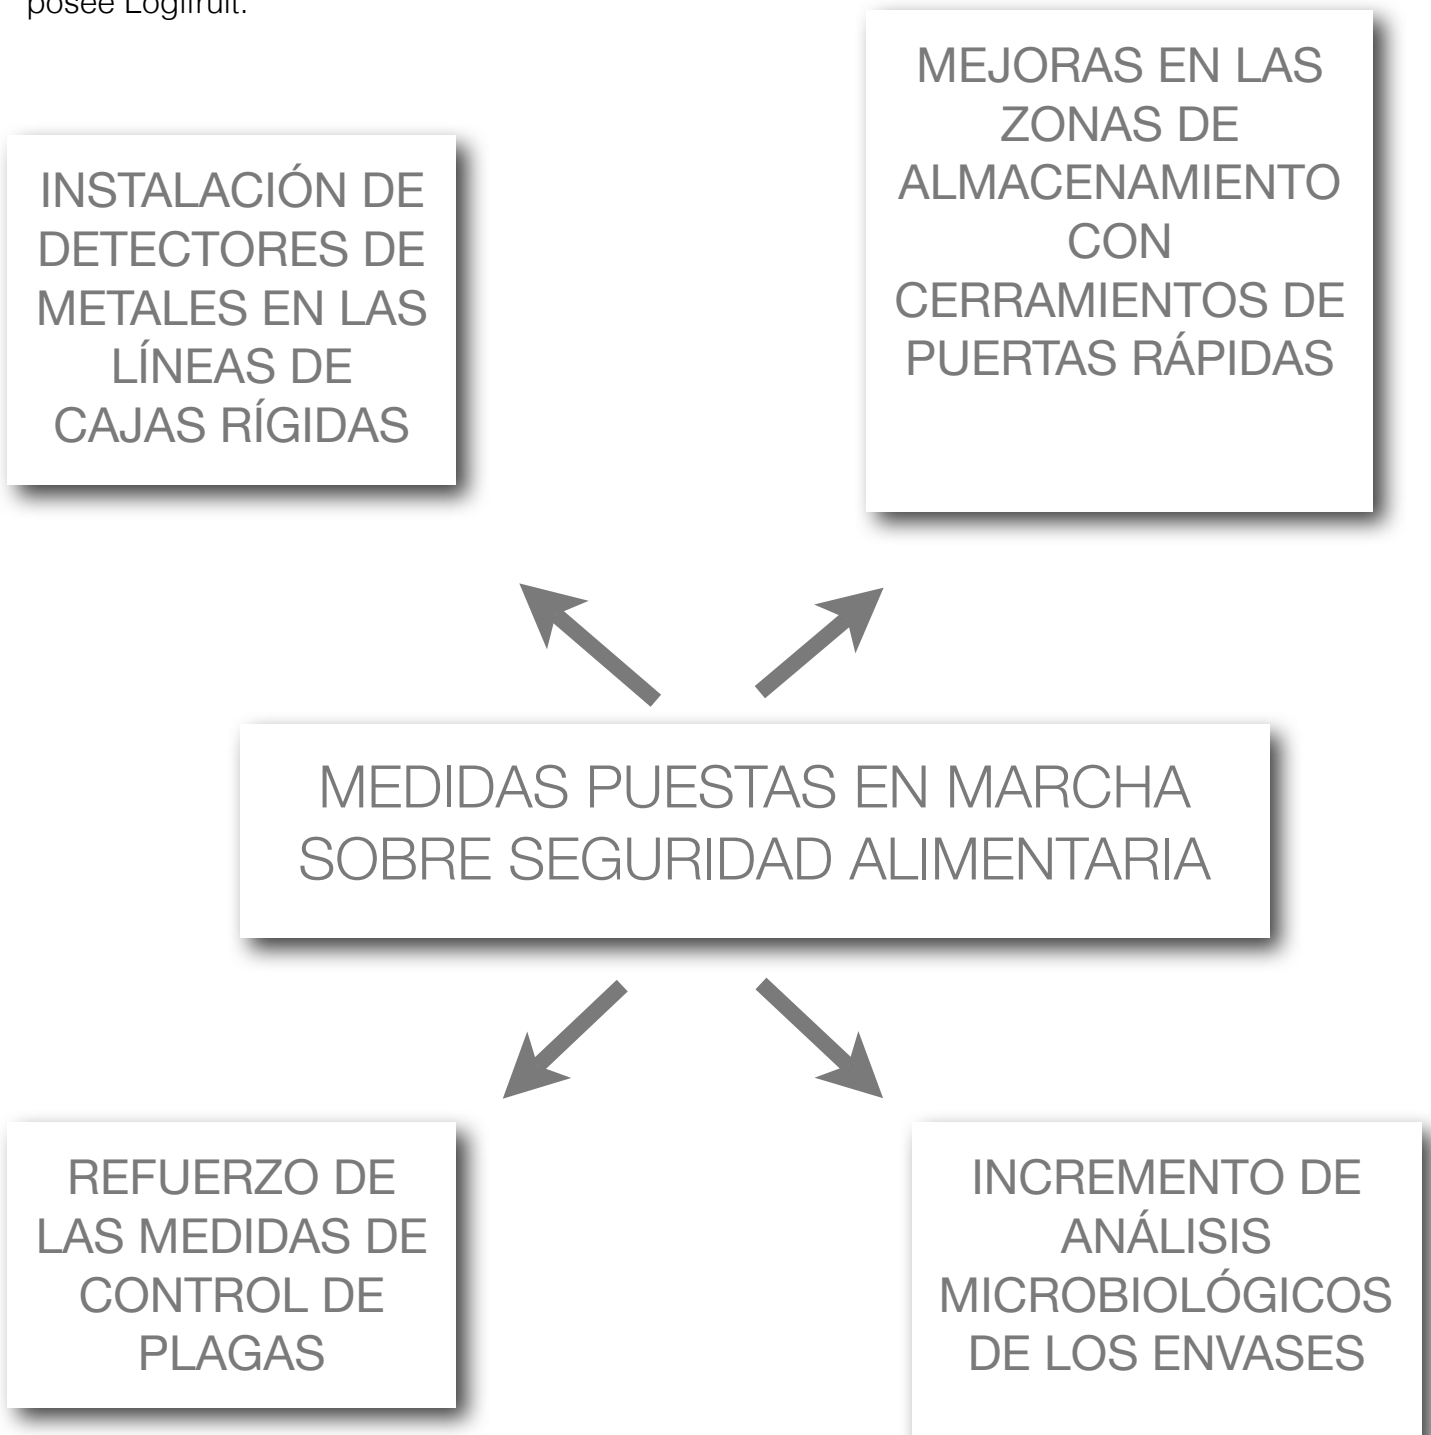 posee Logifruit.
INSTALACIÓN DE
DETECTORES DE
METALES EN LAS
LÍNEAS DE
CAJAS RÍGIDAS
MEJORAS EN LAS
ZONAS DE
ALMACENAMIENTO
CON
CERRAMIENTOS DE
PUERTAS RÁPIDAS
MEDIDAS PUESTAS EN MARCHA
SOBRE SEGURIDAD ALIMENTARIA
REFUERZO DE
LAS MEDIDAS DE
CONTROL DE
PLAGAS
INCREMENTO DE
ANÁLISIS
MICROBIOLÓGICOS
DE LOS ENVASES